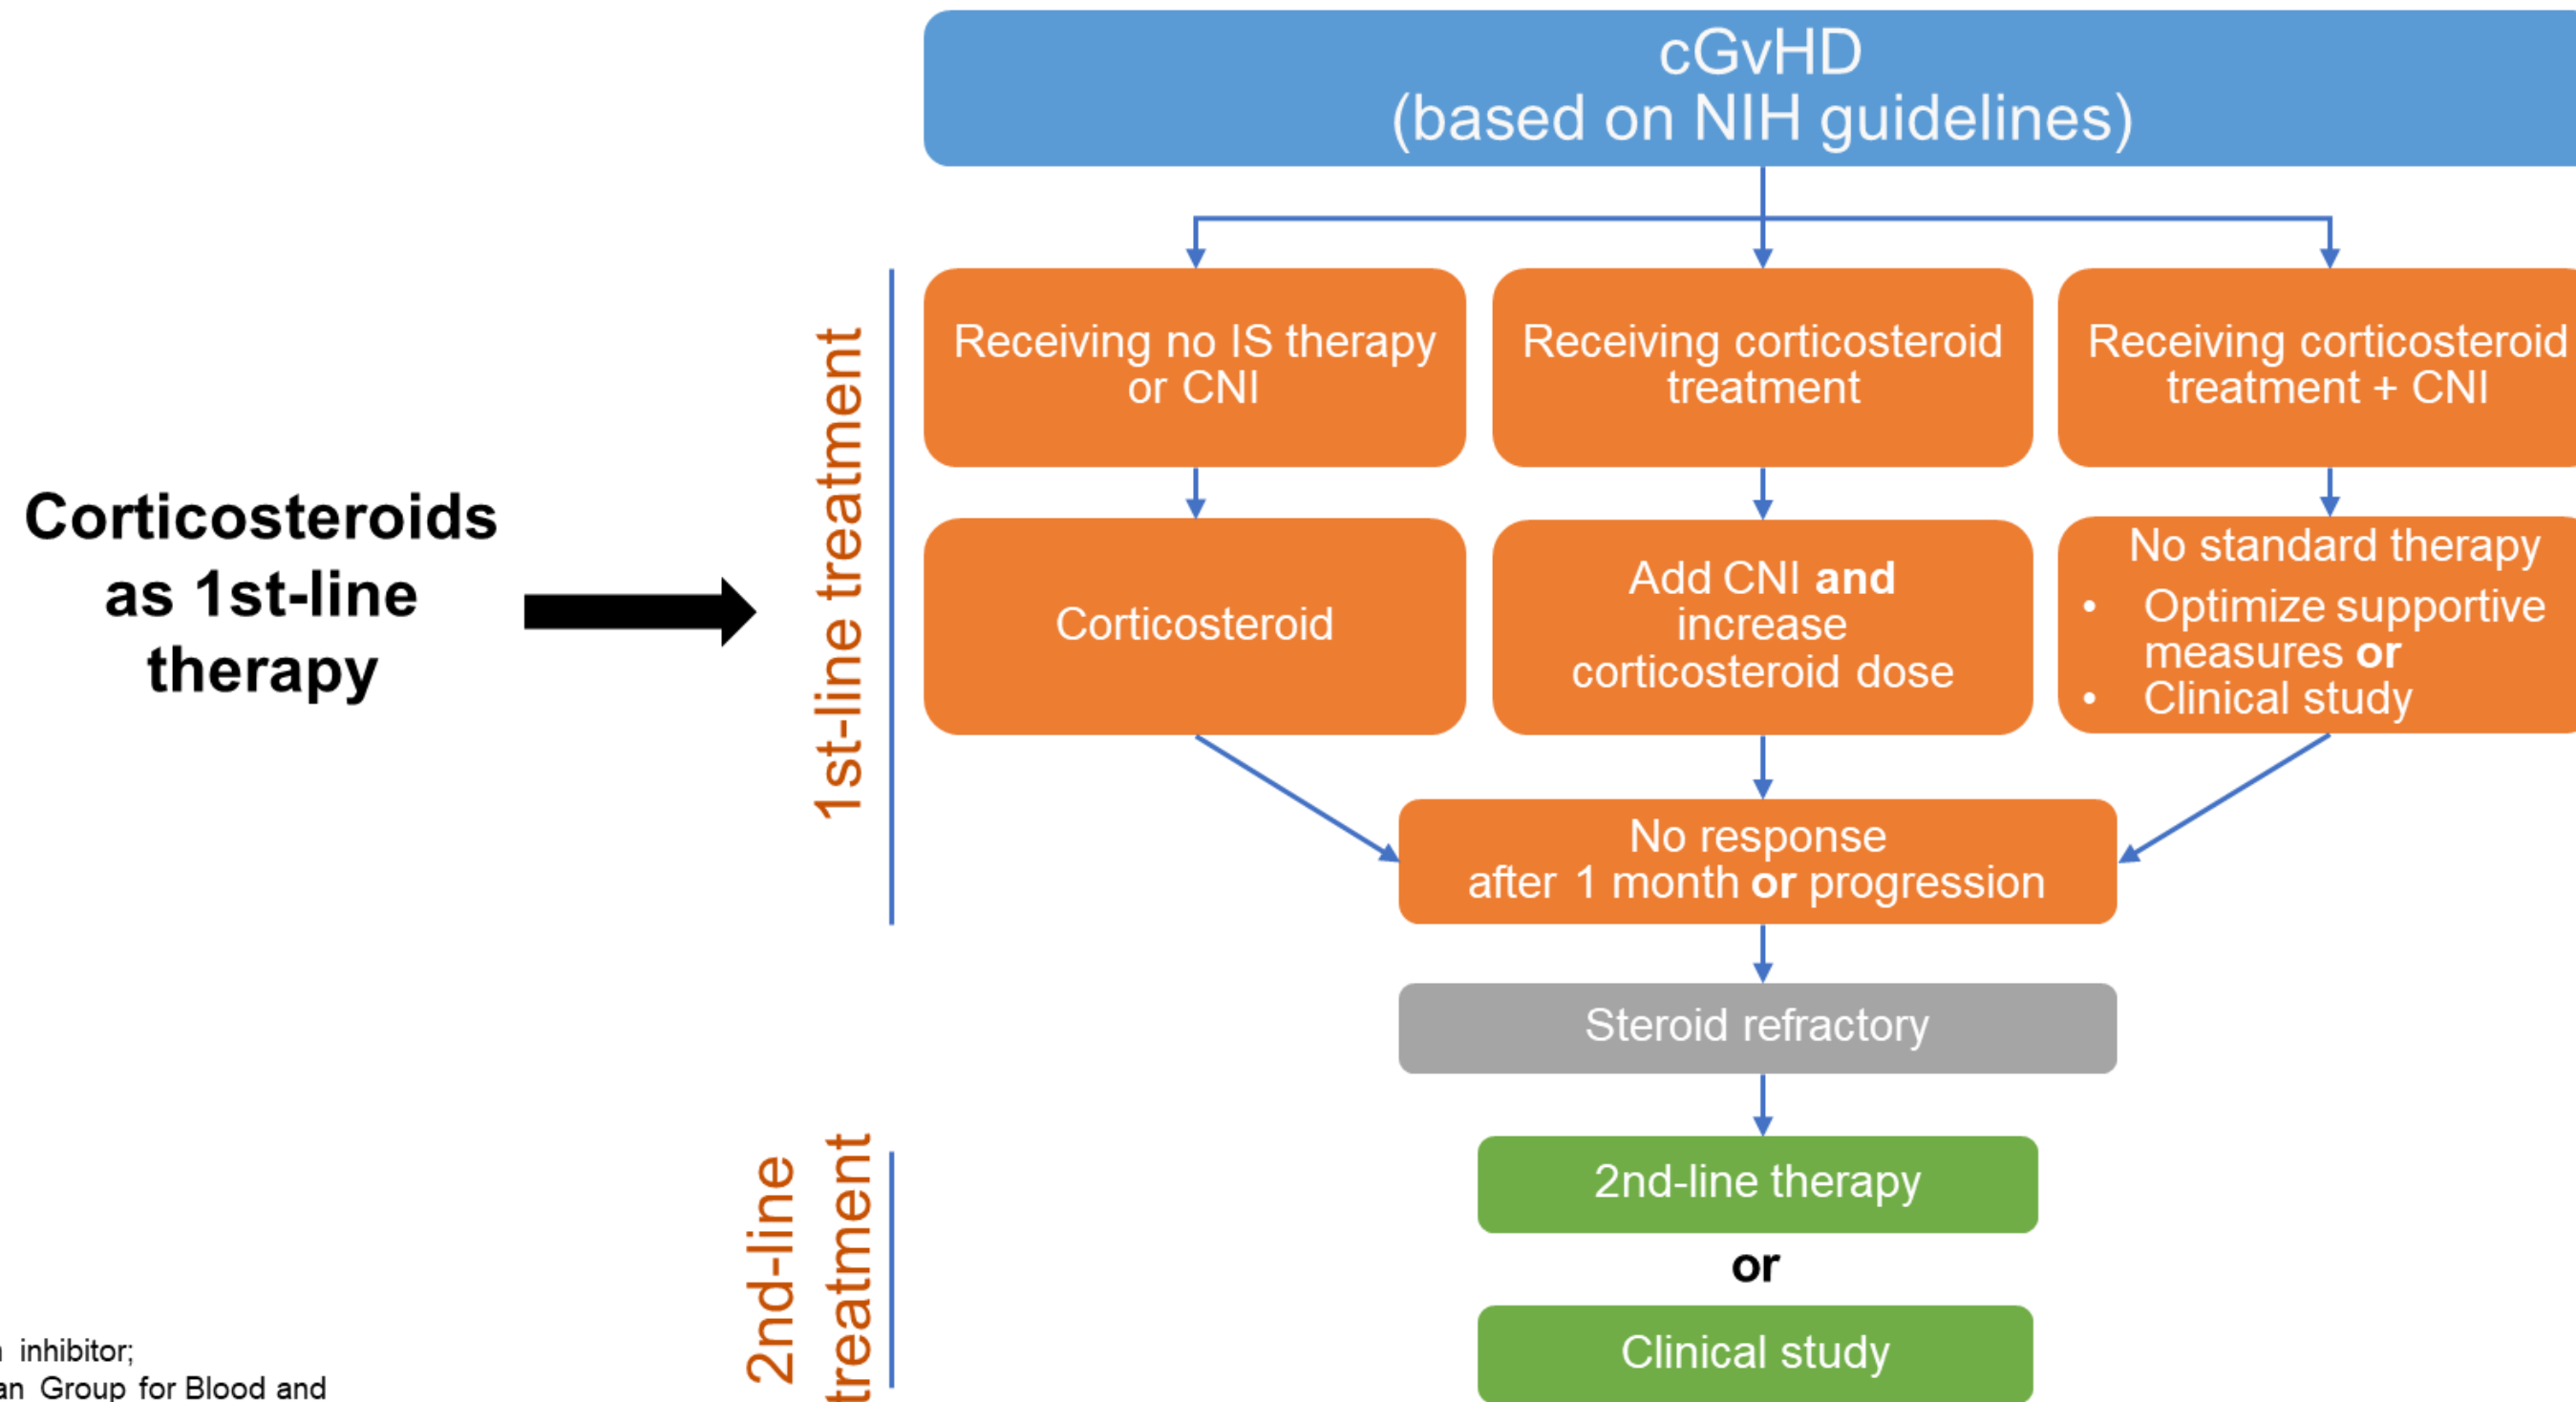 cGvHD
(based on NIH guidelines)
Corticosteroids
as 1st-line
therapy
1st-line treatment
Receiving no IS therapy
or CNI
Receiving corticosteroid
treatment
Receiving corticosteroid
treatment + CNI
Corticosteroid
Add CNI and
increase
corticosteroid dose
No standard therapy
• Optimize supportive
measures or
• Clinical study
No response
after 1 month or progression
Steroid refractory
2nd-line
treatment
2nd-line therapy
or
Clinical study
inhibitor;
Group for Blood and